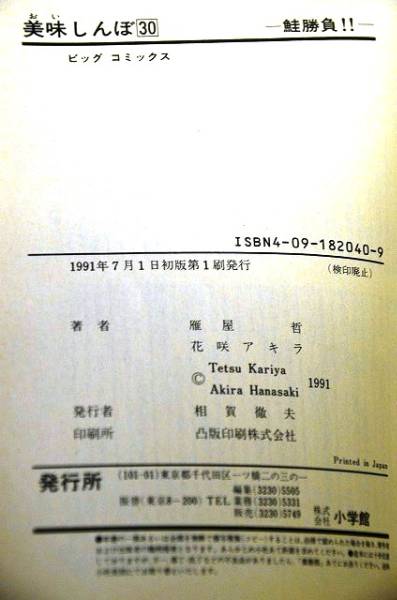 おい
美味しんぼ30 —鮭勝負!!—
ビッグ コミックス
ISBN4-09-182040-9
1991年7月1日初版第1刷発行 (検印廃止)
著者 雁屋 哲
花咲アキラ
© Tetsu Kariya 1991
Akira Hanasaki
発行者 相賀徹夫
印刷所 凸版印刷株式会社
Printed in Japan
発行所 (101-01)東京都千代田区一ツ橋二の三の一
編集(3230)5505
振替(東京8-200) TEL 業務(3230)5331
販売(3230)5749 株式会社 小学館